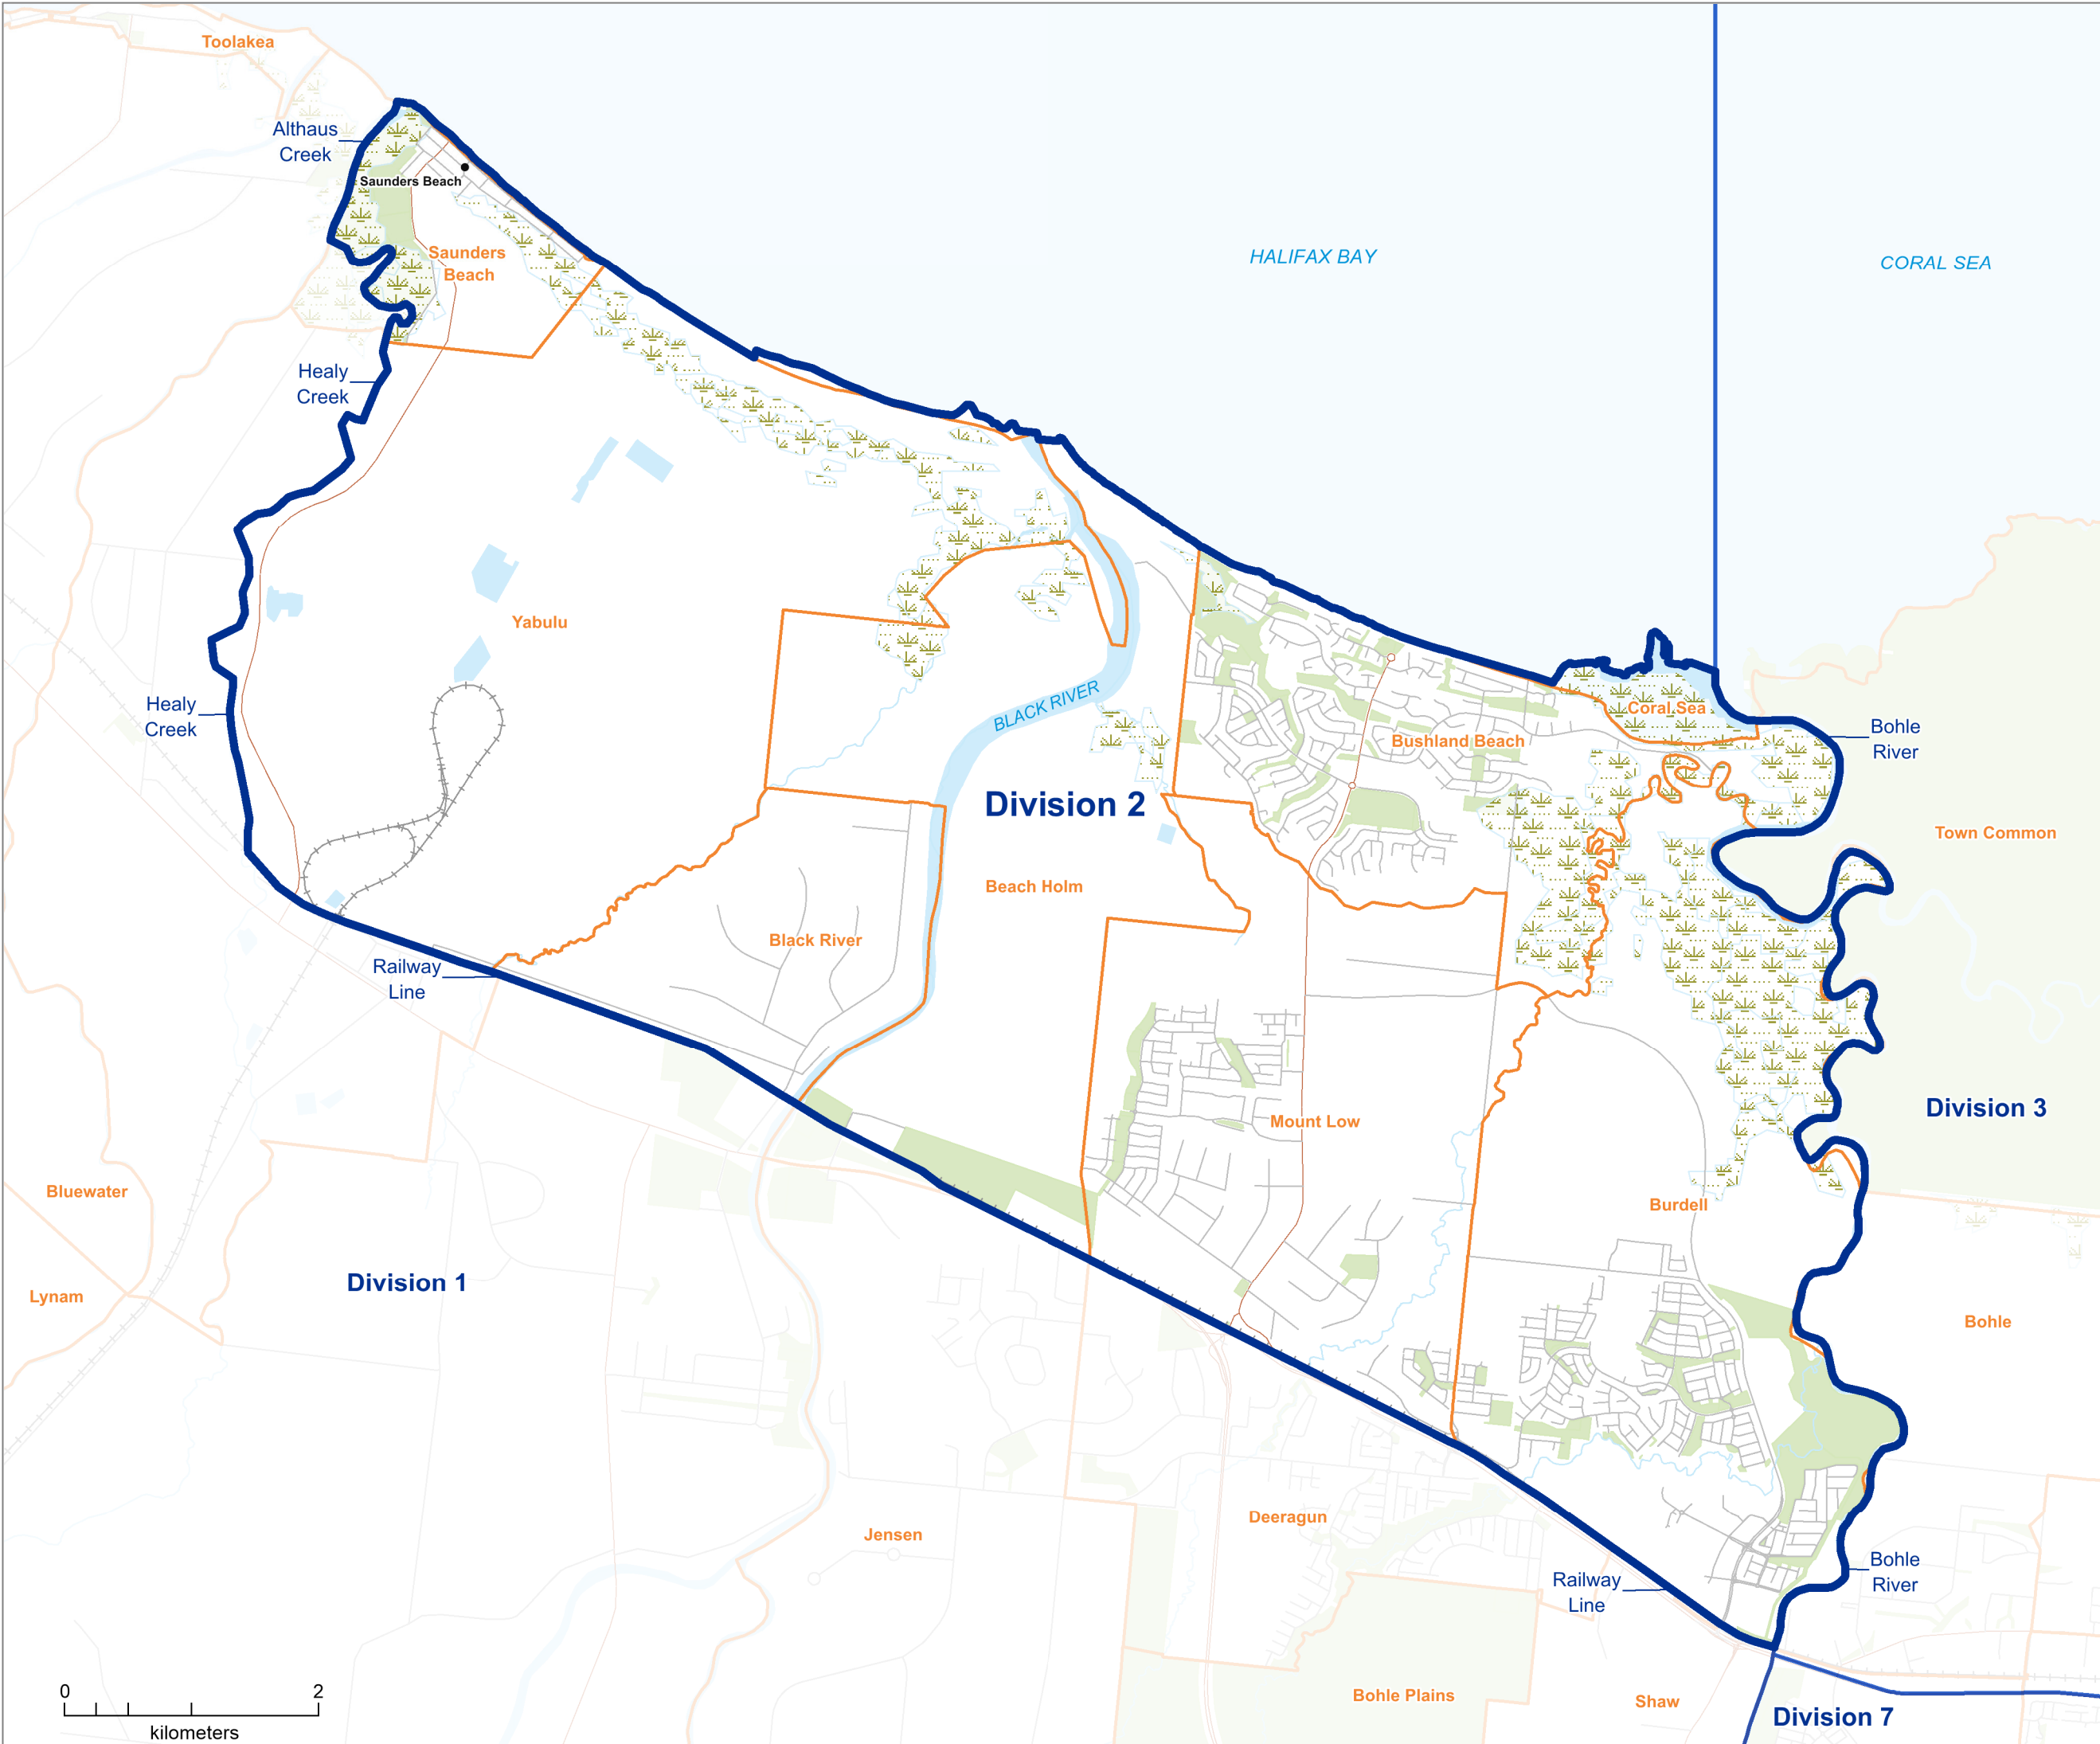 Toolakea
Althaus
Creek
Saunders Beach
Saunders
Beach
HALIFAX BAY
CORAL SEA
Healy
Creek
Yabulu
Healy
Creek
BLACK RIVER
Coral Sea
Bushland Beach
Bohle
River
Division 2
Town Common
Beach Holm
Black River
Railway
Line
Mount Low
Division 3
Bluewater
Burdell
Division 1
Lynam
Bohle
Jensen
Deeragun
Railway
Line
Bohle
River
Bohle Plains
Shaw
Division 7
0 2
kilometers